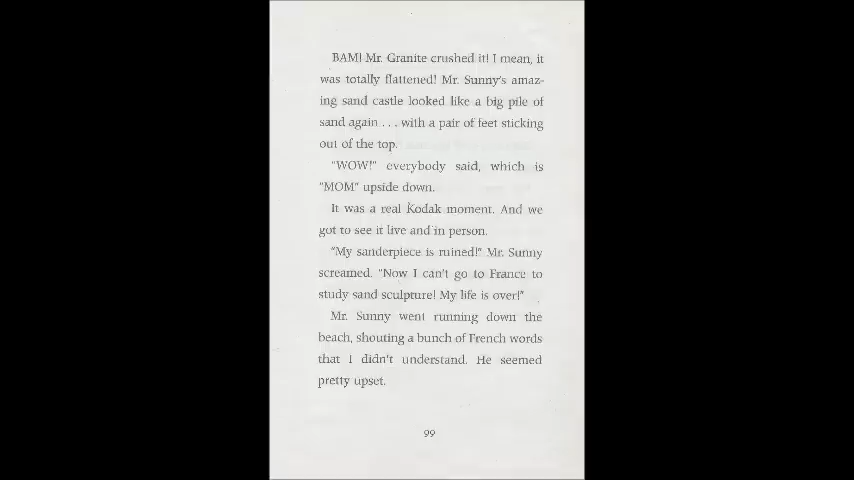 BAM! Mr. Granite crushed it! I mean, it
was totally flattened! Mr. Sunny's amaz-
ing sand castle looked like a big pile of
sand again . . . with a pair of feet sticking
out of the top.
"WOW!" everybody said, which is
"MOM" upside down.
It was a real Kodak moment. And we
got to see it live and in person.
"My sanderpiece is ruined!" Mr. Sunny
screamed. "Now I can't go to France to
study sand sculpture! My life is over!"
Mr. Sunny went running down the
beach, shouting a bunch of French words
that I didn't understand. He seemed
pretty upset.
99